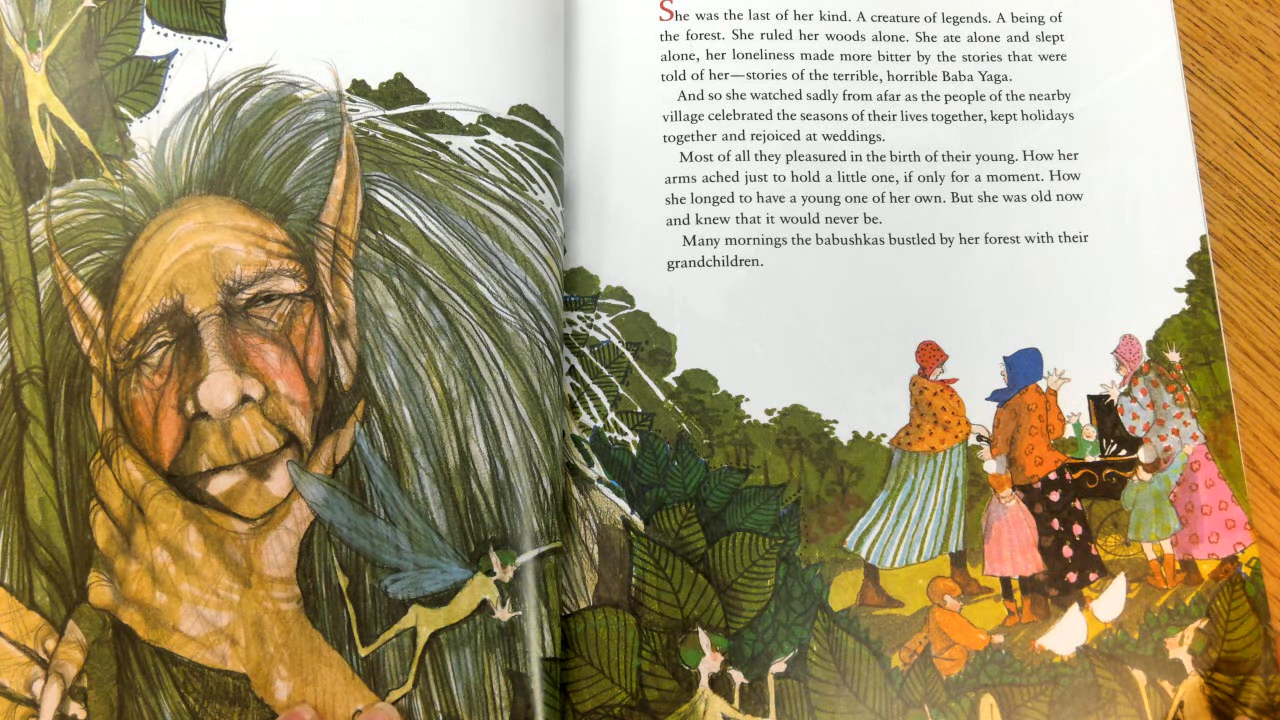 She was the last of her kind. A creature of legends. A being of
the forest. She ruled her woods alone. She ate alone and slept
alone, her loneliness made more bitter by the stories that were
told of her—stories of the terrible, horrible Baba Yaga.
And so she watched sadly from afar as the people of the nearby
village celebrated the seasons of their lives together, kept holidays
together and rejoiced at weddings.
Most of all they pleasured in the birth of their young. How her
arms ached just to hold a little one, if only for a moment. How
she longed to have a young one of her own. But she was old now
and knew that it would never be.
Many mornings the babushkas bustled by her forest with their
grandchildren.